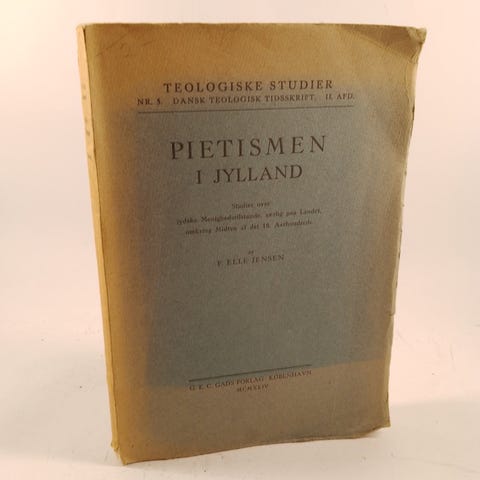 TEOLOGISKE STUDIER
NR. 5. DANSK TEOLOGISK TIDSSKRIFT. II. AFD.
PIETISMEN
I JYLLAND
Studier over
jydske Menighedstilstande, særlig paa Landet,
omkring Midten af det 18. Aarhundrede
af
F. ELLE JENSEN
G. E. C. GADS FORLAG. KØBENHAVN
MCMXLIV